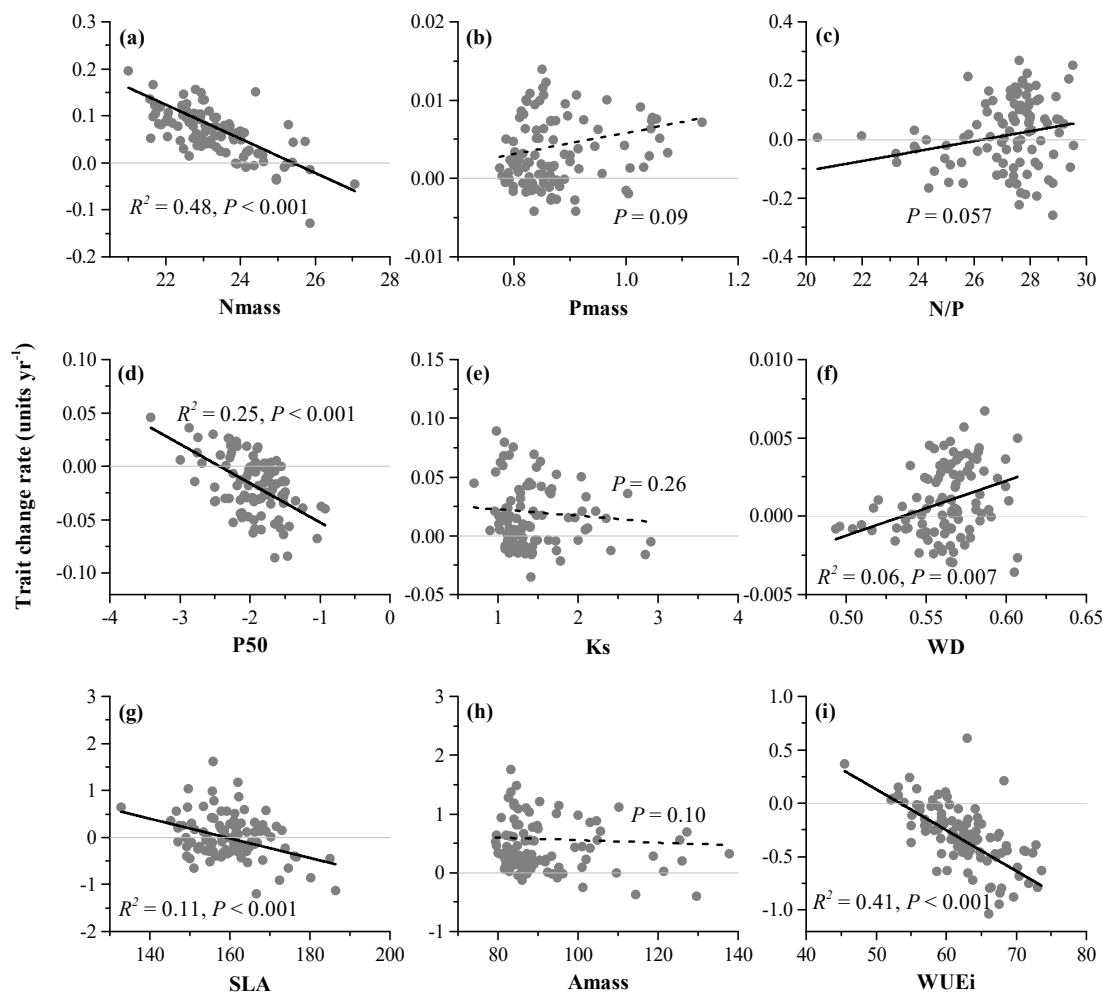 Trait change rate (units yr⁻¹)
(a)
0.3
0.2
0.1
0.0
-0.1
-0.2
R² = 0.48, P < 0.001
22 24 26 28
Nmass
(b)
0.02
0.01
0.00
-0.01
P = 0.09
0.8 1.0 1.2
Pmass
(c)
0.4
0.2
0.0
-0.2
-0.4
P = 0.057
20 22 24 26 28 30
N/P
(d)
0.10
0.05
0.00
-0.05
-0.10
R² = 0.25, P < 0.001
-4 -3 -2 -1 0
P50
(e)
0.15
0.10
0.05
0.00
-0.05
P = 0.26
1 2 3 4
Ks
(f)
0.010
0.005
0.000
-0.005
R² = 0.06, P = 0.007
0.50 0.55 0.60 0.65
WD
(g)
3
2
1
0
-1
-2
R² = 0.11, P < 0.001
140 160 180 200
SLA
(h)
3
2
1
0
-1
P = 0.10
80 100 120 140
Amass
(i)
1.0
0.5
0.0
-0.5
-1.0
R² = 0.41, P < 0.001
40 50 60 70 80
WUEi